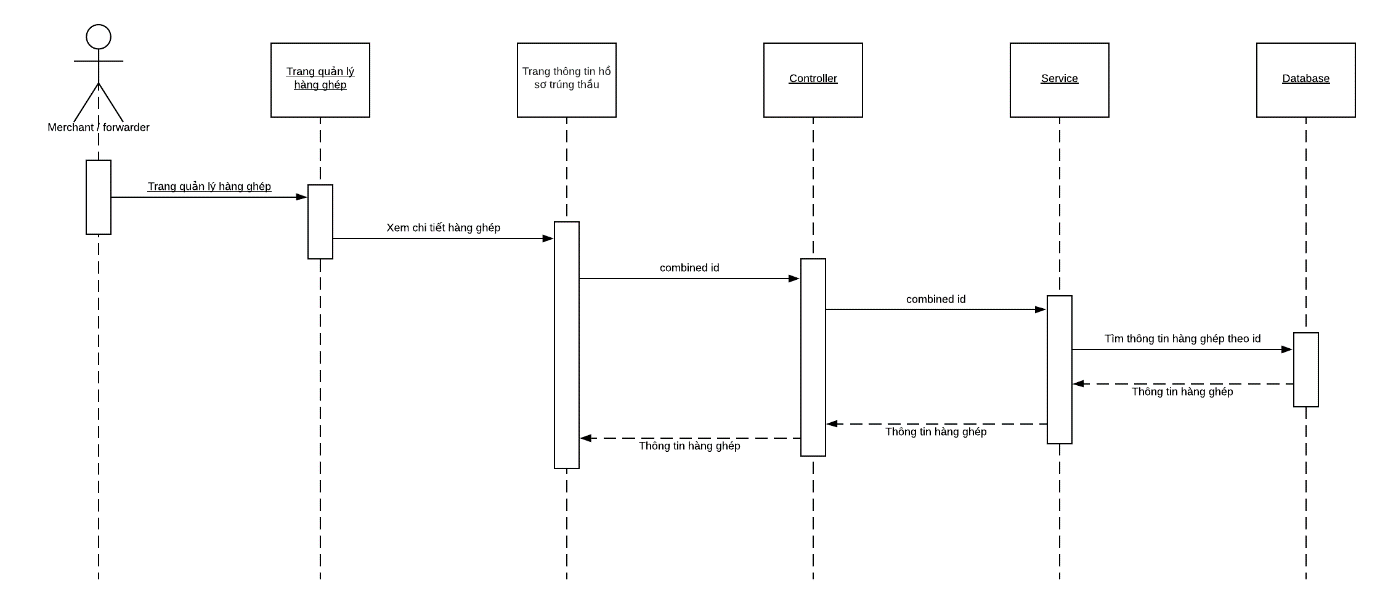 Merchant / forwarder
Trang quản lý
hàng ghép
Trang thông tin hồ
sơ trúng thầu
Controller
Service
Database
Trang quản lý hàng ghép
Xem chi tiết hàng ghép
combined id
combined id
Tìm thông tin hàng ghép theo id
Thông tin hàng ghép
Thông tin hàng ghép
Thông tin hàng ghép